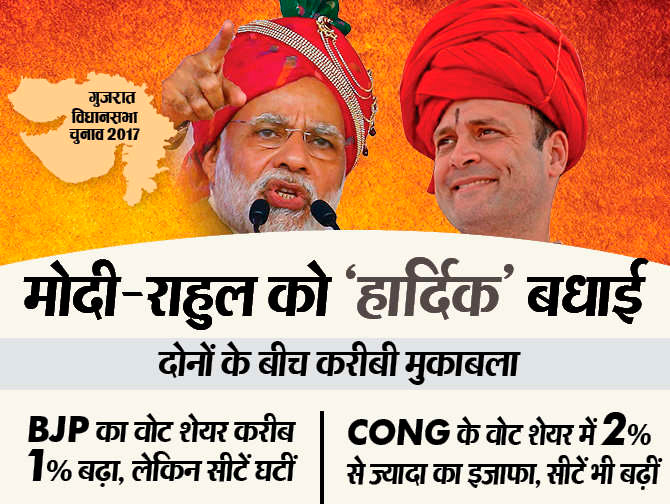 गुजरात
विधानसभा
चुनाव 2017
मोदी-राहुल को ‘हार्दिक’ बधाई
दोनों के बीच करीबी मुकाबला
BJP का वोट शेयर करीब
1% बढ़ा, लेकिन सीटें घटीं
CONG के वोट शेयर में 2%
से ज्यादा का इजाफा, सीटें भी बढ़ीं